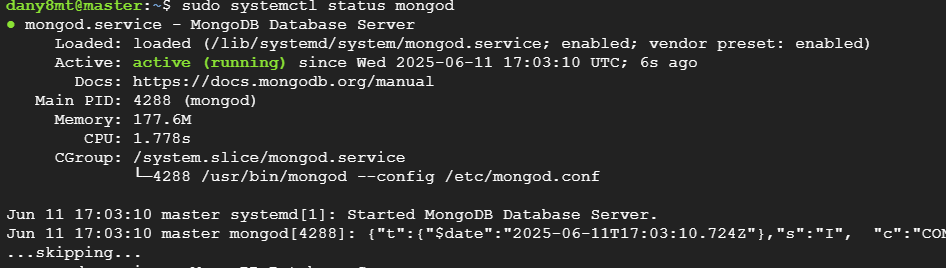 dany8mt@master:~$ sudo systemctl status mongod
● mongod.service - MongoDB Database Server
Loaded: loaded (/lib/systemd/system/mongod.service; enabled; vendor preset: enabled)
Active: active (running) since Wed 2025-06-11 17:03:10 UTC; 6s ago
Docs: https://docs.mongodb.org/manual
Main PID: 4288 (mongod)
Memory: 177.6M
CPU: 1.778s
CGroup: /system.slice/mongod.service
└─4288 /usr/bin/mongod --config /etc/mongod.conf
Jun 11 17:03:10 master systemd[1]: Started MongoDB Database Server.
Jun 11 17:03:10 master mongod[4288]: {"t":{"$date":"2025-06-11T17:03:10.724Z"},"s":"I", "c":"CON
...skipping...